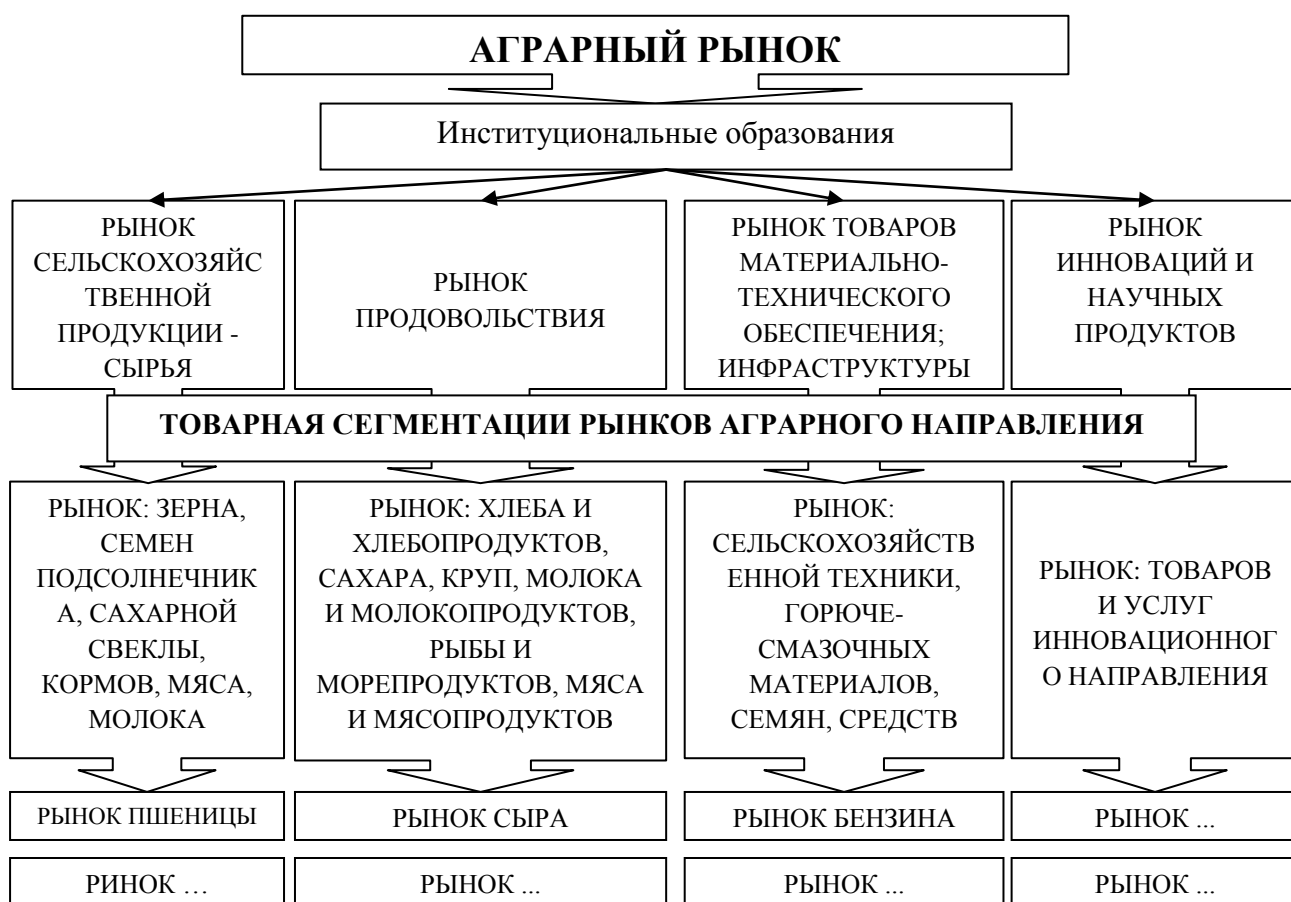 АГРАРНЫЙ РЫНОК
Институциональные образования
РЫНОК
СЕЛЬСКОХОЗЯЙС
ТВЕННОЙ
ПРОДУКЦИИ -
СЫРЬЯ
РЫНОК
ПРОДОВОЛЬСТВИЯ
РЫНОК ТОВАРОВ
МАТЕРИАЛЬНО-
ТЕХНИЧЕСКОГО
ОБЕСПЕЧЕНИЯ;
ИНФРАСТРУКТУРЫ
РЫНОК
ИННОВАЦИЙ И
НАУЧНЫХ
ПРОДУКТОВ
ТОВАРНАЯ СЕГМЕНТАЦИИ РЫНКОВ АГРАРНОГО НАПРАВЛЕНИЯ
РЫНОК: ЗЕРНА,
СЕМЕН
ПОДСОЛНЕЧНИК
А, САХАРНОЙ
СВЕКЛЫ,
КОРМОВ, МЯСА,
МОЛОКА
РЫНОК: ХЛЕБА И
ХЛЕБОПРОДУКТОВ,
САХАРА, КРУП, МОЛОКА
И МОЛОКОПРОДУКТОВ,
РЫБЫ И
МОРЕПРОДУКТОВ, МЯСА
И МЯСОПРОДУКТОВ
РЫНОК:
СЕЛЬСКОХОЗЯЙСТВ
ЕННОЙ ТЕХНИКИ,
ГОРЮЧЕ-
СМАЗОЧНЫХ
МАТЕРИАЛОВ,
СЕМЯН, СРЕДСТВ
РЫНОК: ТОВАРОВ
И УСЛУГ
ИННОВАЦИОННОГ
О НАПРАВЛЕНИЯ
РЫНОК ПШЕНИЦЫ
РЫНОК СЫРА
РЫНОК БЕНЗИНА
РЫНОК ...
РИНОК …
РЫНОК ...
РЫНОК ...
РЫНОК ...